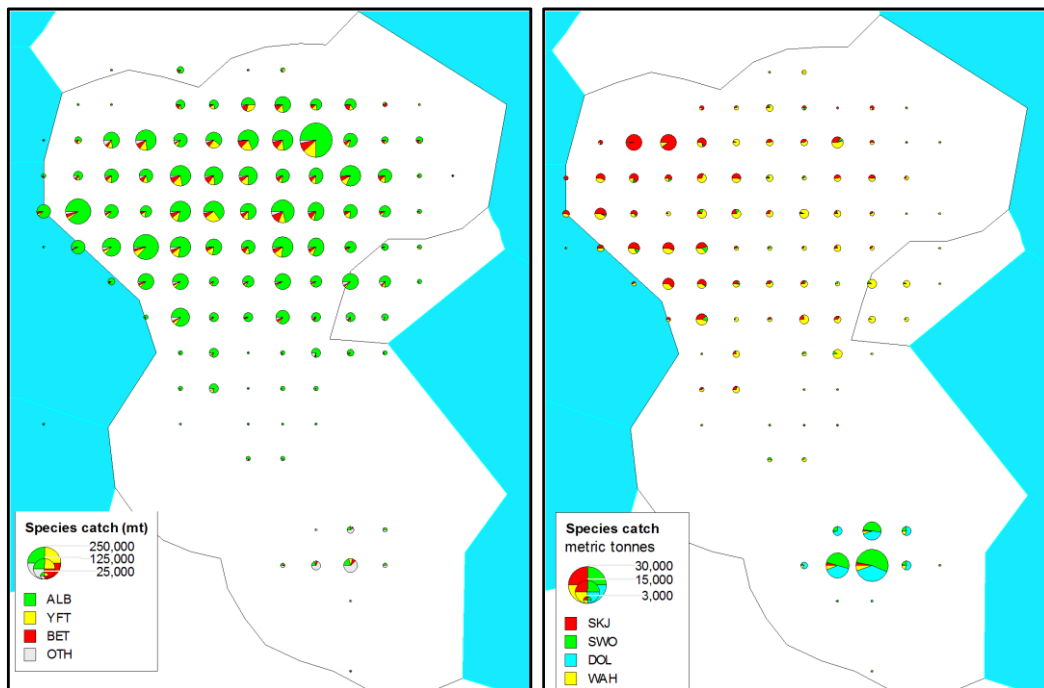 Species catch (mt)
250,000
125,000
25,000
ALB
YFT
BET
OTH
Species catch
metric tonnes
30,000
15,000
3,000
SKJ
SWO
DOL
WAH